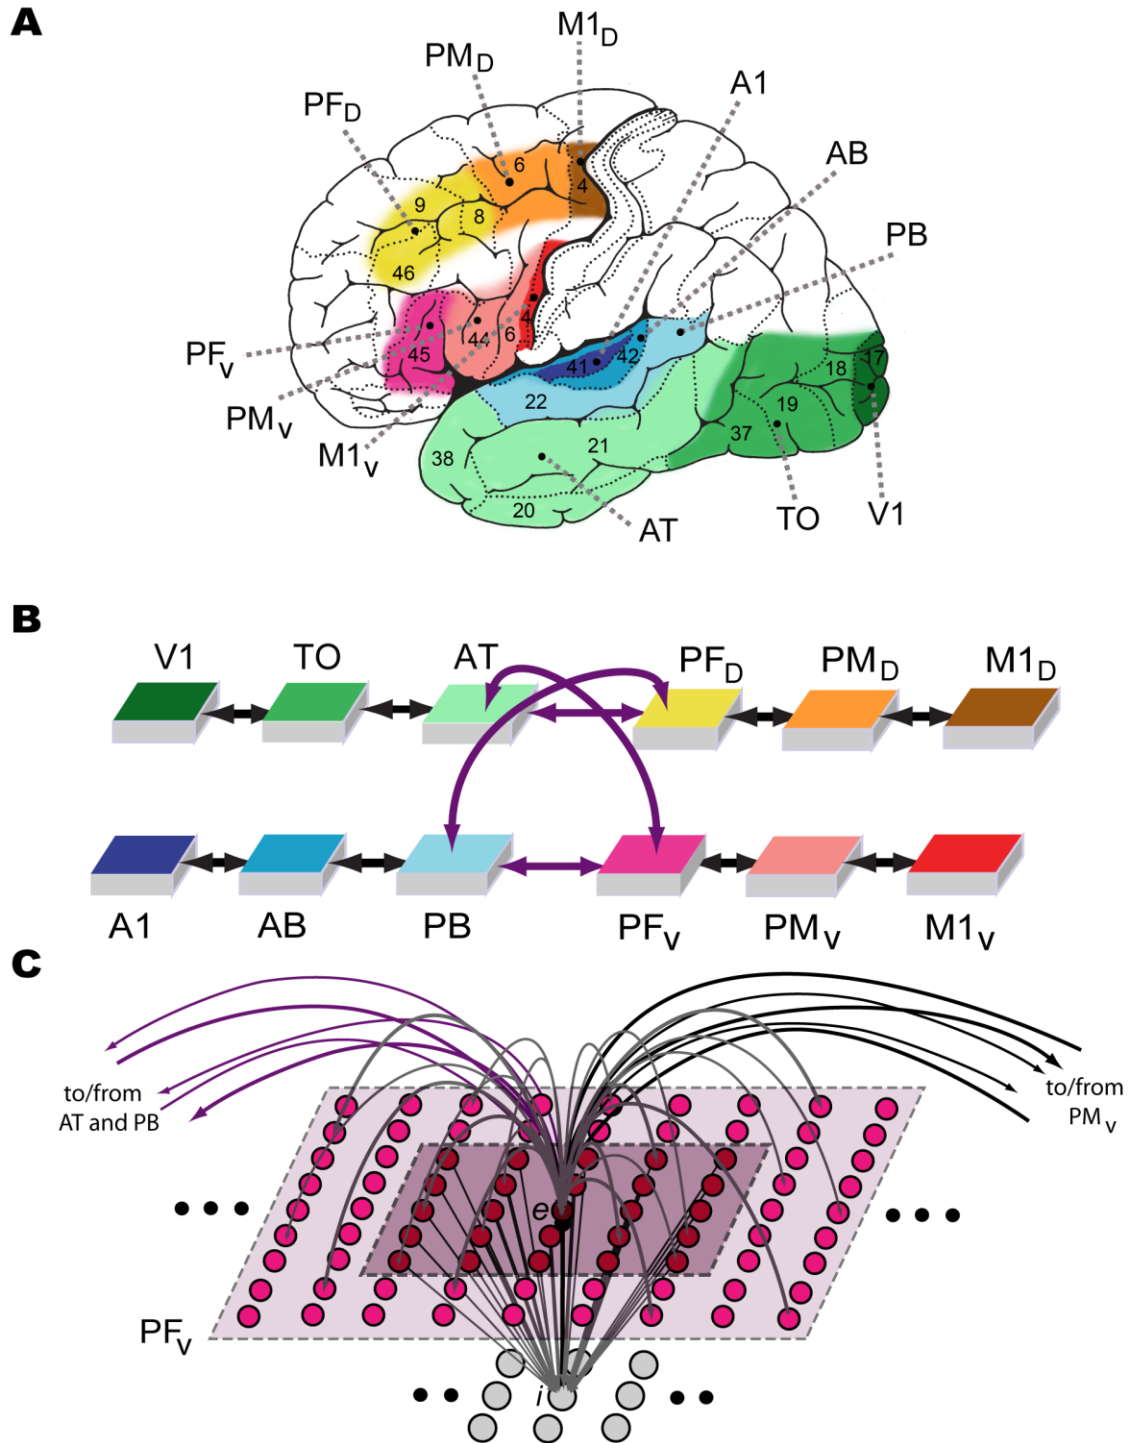 A
M1D
PMD
A1
PFD
AB
6
4
9
8
PB
46
4
17
PFV
45
44
6
42
18
41
22
19
PMV
21
37
M1V
38
20
AT
TO
V1
B
V1 TO AT PFD PMD M1D
A1 AB PB PFV PMV M1V
C
to/from
AT and PB
to/from
PMV
e
PFV
i